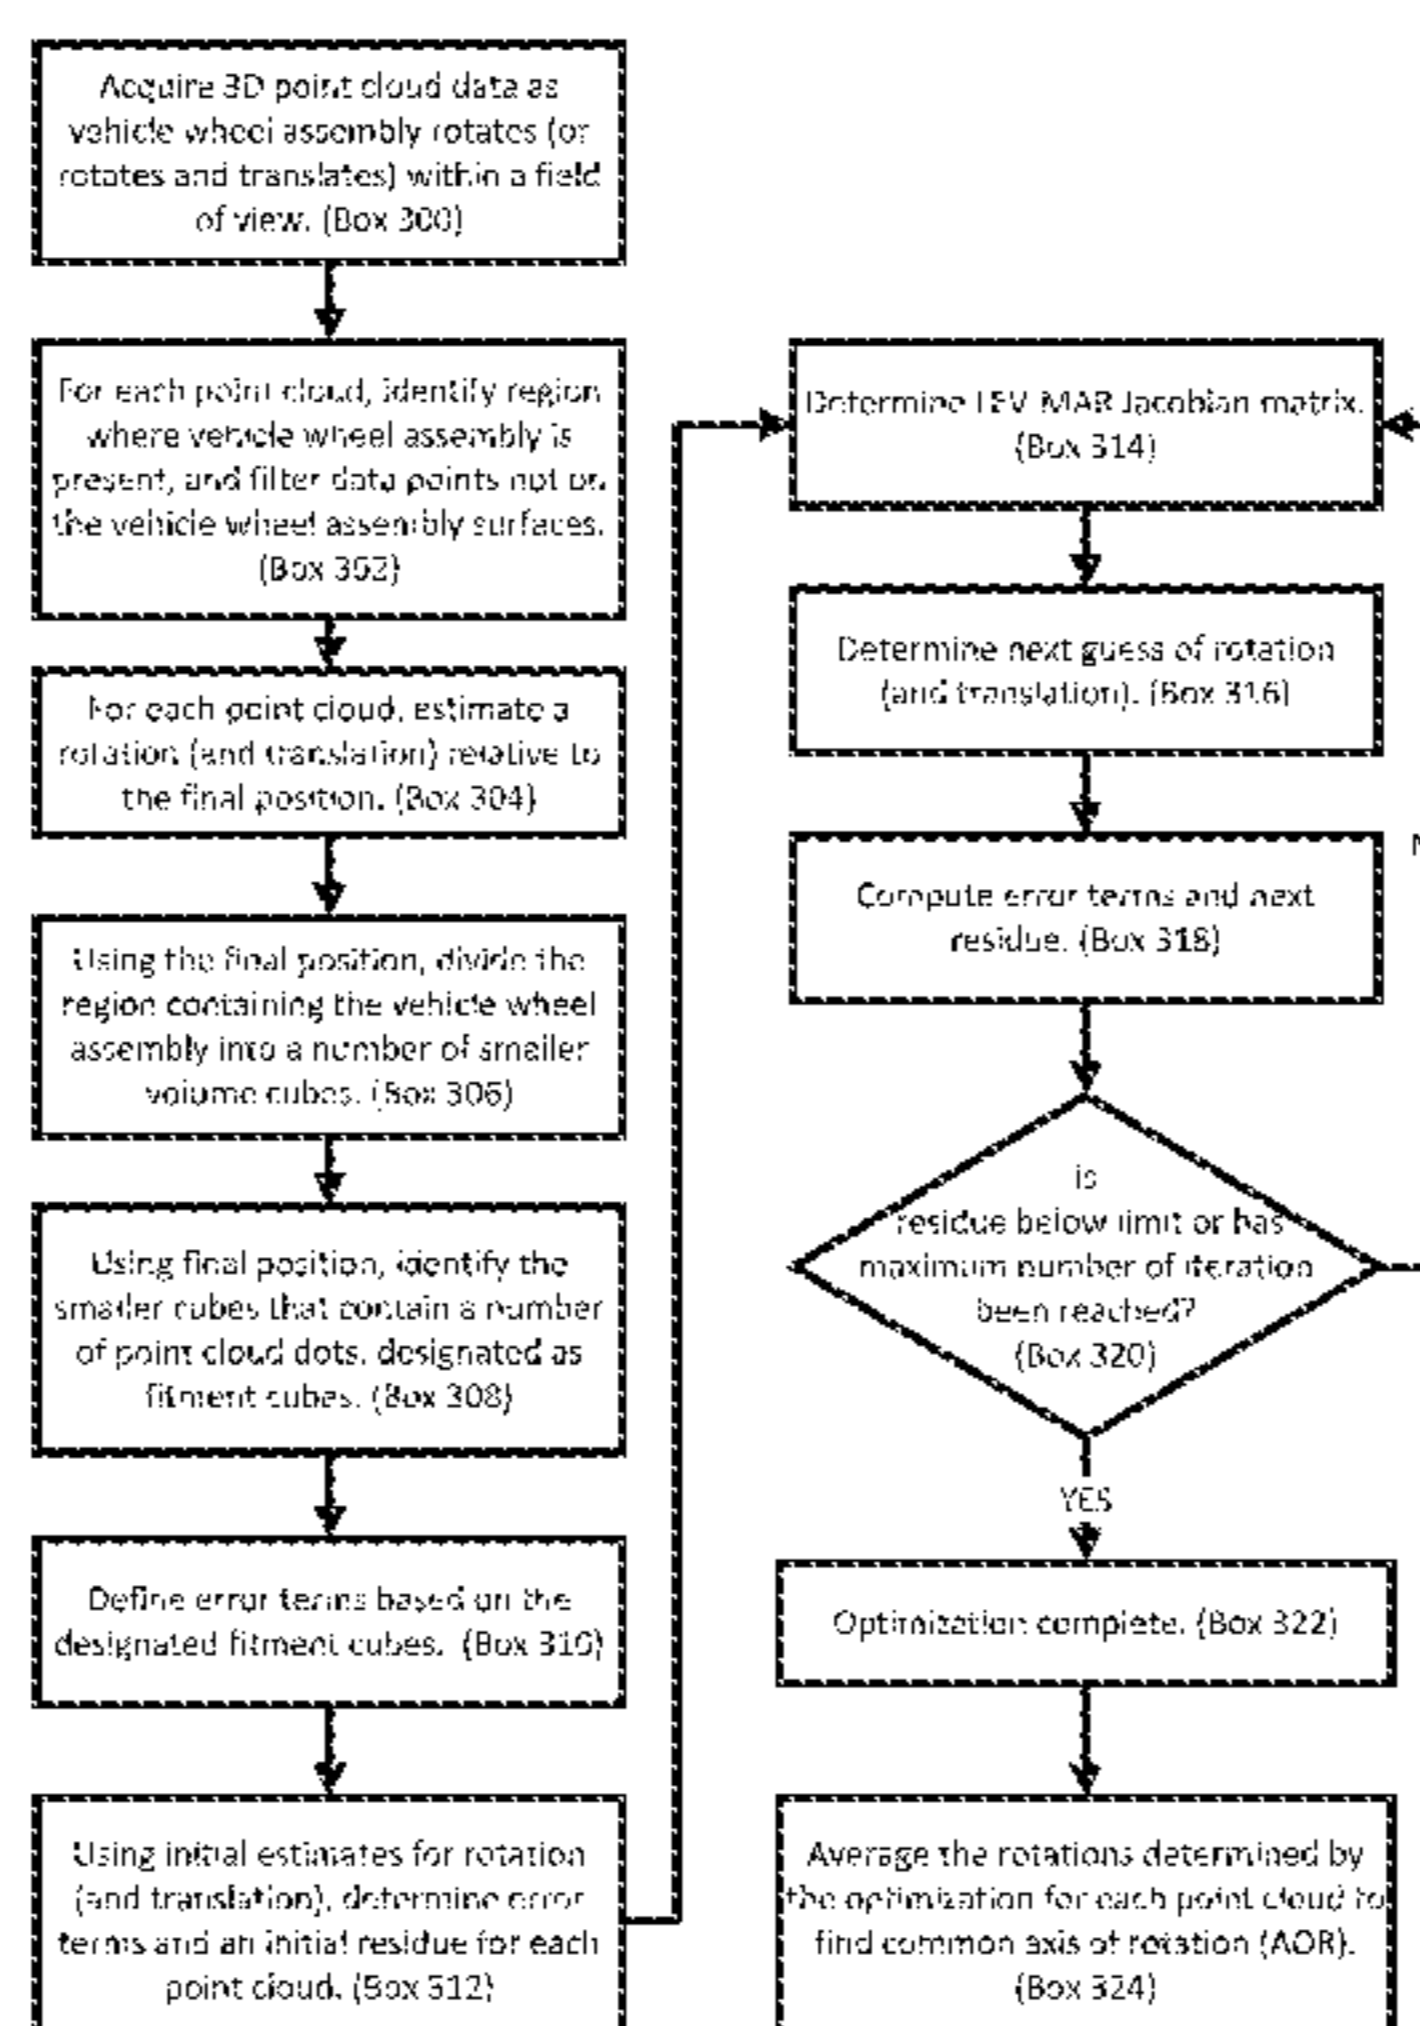 Acquire 3D point cloud data as
vehicle wheel assembly rotates (or
rotates and translates) within a field
of view. (Box 300)
For each point cloud, identify region
where vehicle wheel assembly is
present, and filter data points not on
the vehicle wheel assembly surfaces.
(Box 302)
For each point cloud, estimate a
rotation (and translation) relative to
the final position. (Box 304)
Using the final position, divide the
region containing the vehicle wheel
assembly into a number of smaller
volume cubes. (Box 306)
Using final position, identify the
smaller cubes that contain a number
of point cloud dots, designated as
fitment cubes. (Box 308)
Define error terms based on the
designated fitment cubes. (Box 310)
Using initial estimates for rotation
(and translation), determine error
terms and an initial residue for each
point cloud. (Box 312)
Determine LEV MAR Jacobian matrix.
(Box 314)
Determine next guess of rotation
(and translation). (Box 316)
Compute error terms and next
residue. (Box 318)
is
residue below limit or has
maximum number of iteration
been reached?
(Box 320)
YES
Optimization complete. (Box 322)
Average the rotations determined by
the optimization for each point cloud to
find common axis of rotation (AOR).
(Box 324)